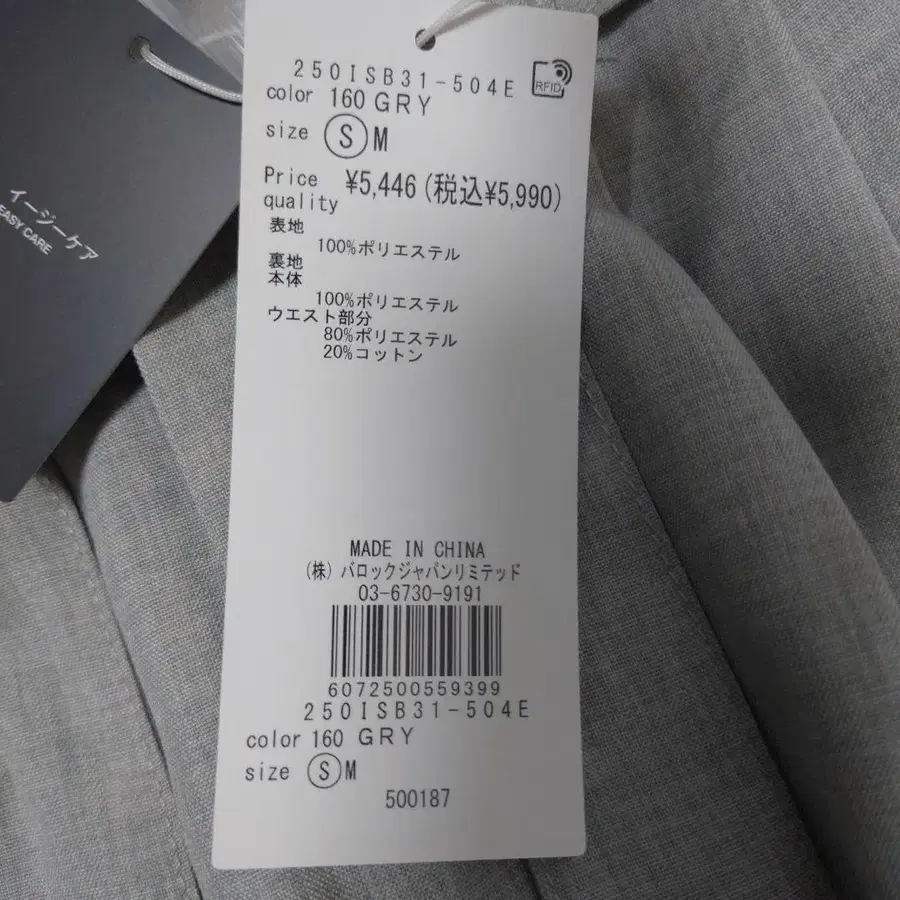 イージーケア
EASY CARE
250ISB31-504E
RFID
color 160 GRY
size S M
Price ¥5,446(税込¥5,990)
quality
表地
100%ポリエステル
裏地
本体
100%ポリエステル
ウエスト部分
80%ポリエステル
20%コットン
MADE IN CHINA
(株)バロックジャパンリミテッド
03-6730-9191
6072500559399
250ISB31-504E
color 160 GRY
size S M
500187